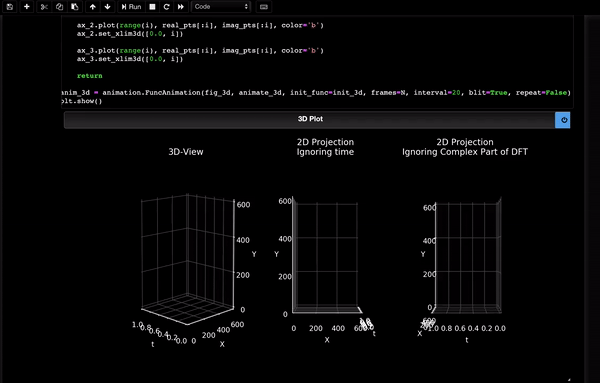 Run
Code
ax_2.plot(range(i), real_pts[:i], imag_pts[:i], color='b')
ax_2.set_xlim3d([0.0, i])
ax_3.plot(range(i), real_pts[:i], imag_pts[:i], color='b')
ax_3.set_xlim3d([0.0, i])
return
anim_3d = animation.FuncAnimation(fig_3d, animate_3d, init_func=init_3d, frames=N, interval=20, blit=True, repeat=False)
plt.show()
3D Plot
3D-View
2D Projection
Ignoring time
2D Projection
Ignoring Complex Part of DFT
600
400
200
0
Y
1.0
0.8
0.6
0.4
0.2
0.0
t
0
200
400
600
X
600
400
200
0
Y
0
200
400
600
X
t
600
400
200
0
Y
X
1.0 0.8 0.6 0.4 0.2 0.0
t